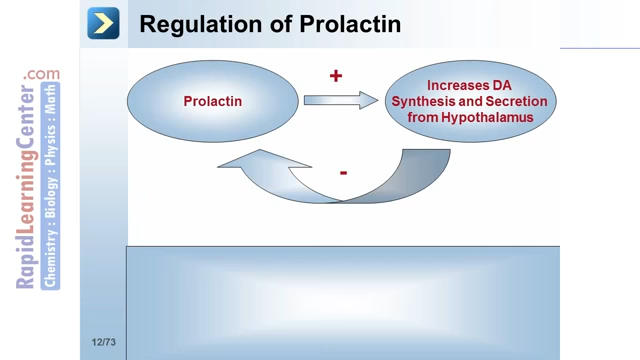 Regulation of Prolactin
Prolactin
+
Increases DA
Synthesis and Secretion
from Hypothalamus
-
RapidLearningCenter.com
Chemistry : Biology : Physics : Math
12/73